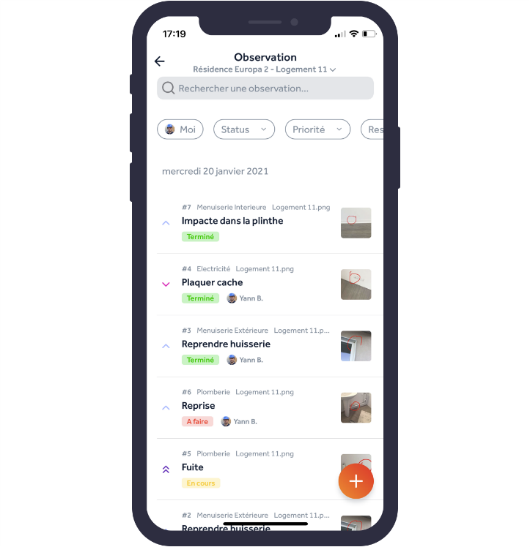 17:19
Observation
Résidence Europa 2 - Logement 11
Rechercher une observation...
Moi
Status
Priorité
Res
mercredi 20 janvier 2021
#7 Menuiserie Interieure Logement 11.png
Impacte dans la plinthe
Terminé
#4 Electricité Logement 11.png
Plaquer cache
Terminé Yann B.
#3 Menuiserie Extérieure Logement 11.p...
Reprendre huisserie
Terminé Yann B.
#6 Plomberie Logement 11.png
Reprise
A faire Yann B.
#5 Plomberie Logement 11.png
Fuite
En cours
#2 Menuiserie Extérieure Logement 11.p...
Reprendre huisserie